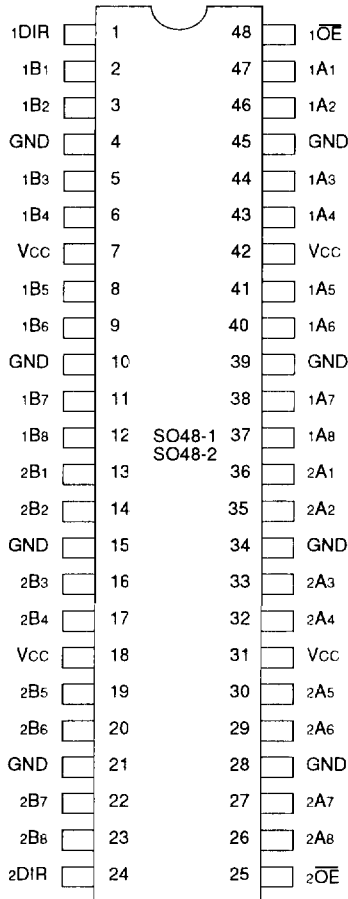 1DIR 1 48 1O̅E̅ 
1B1 2 47 1A1
1B2 3 46 1A2
GND 4 45 GND
1B3 5 44 1A3
1B4 6 43 1A4
VCC 7 42 VCC
1B5 8 41 1A5
1B6 9 40 1A6
GND 10 39 GND
1B7 11 38 1A7
1B8 12 SO48-1 37 1A8
SO48-2
2B1 13 36 2A1
2B2 14 35 2A2
GND 15 34 GND
2B3 16 33 2A3
2B4 17 32 2A4
VCC 18 31 VCC
2B5 19 30 2A5
2B6 20 29 2A6
GND 21 28 GND
2B7 22 27 2A7
2B8 23 26 2A8
2DIR 24 25 2O̅E̅